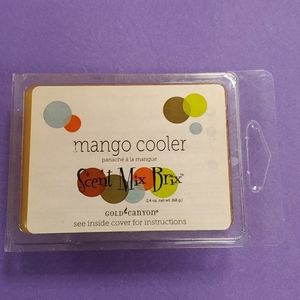 mango cooler
panaché à la mangue
Scent Mix Brix
2.4 oz. net wt. (68 g)
GOLD CANYON®
see inside cover for instructions